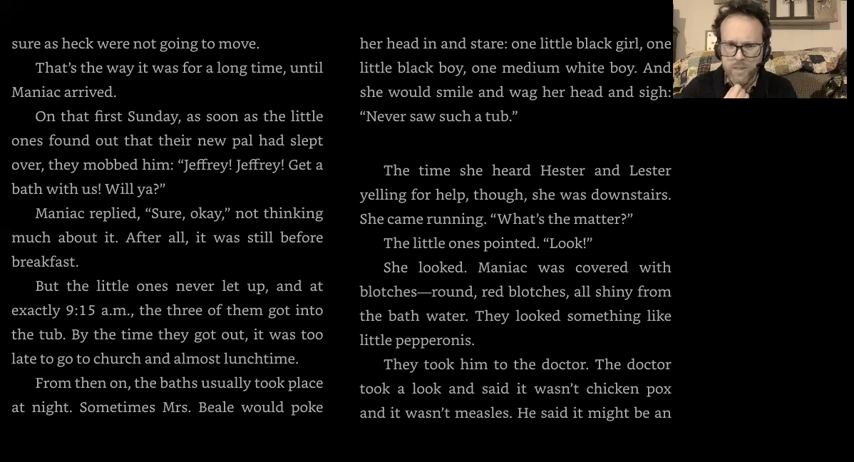 sure as heck were not going to move.
That’s the way it was for a long time, until
Maniac arrived.
On that first Sunday, as soon as the little
ones found out that their new pal had slept
over, they mobbed him: “Jeffrey! Jeffrey! Get a
bath with us! Will ya?”
Maniac replied, “Sure, okay,” not thinking
much about it. After all, it was still before
breakfast.
But the little ones never let up, and at
exactly 9:15 a.m., the three of them got into
the tub. By the time they got out, it was too
late to go to church and almost lunchtime.
From then on, the baths usually took place
at night. Sometimes Mrs. Beale would poke
her head in and stare: one little black girl, one
little black boy, one medium white boy. And
she would smile and wag her head and sigh:
“Never saw such a tub.”
The time she heard Hester and Lester
yelling for help, though, she was downstairs.
She came running. “What’s the matter?”
The little ones pointed. “Look!”
She looked. Maniac was covered with
blotches—round, red blotches, all shiny from
the bath water. They looked something like
little pepperonis.
They took him to the doctor. The doctor
took a look and said it wasn’t chicken pox
and it wasn’t measles. He said it might be an